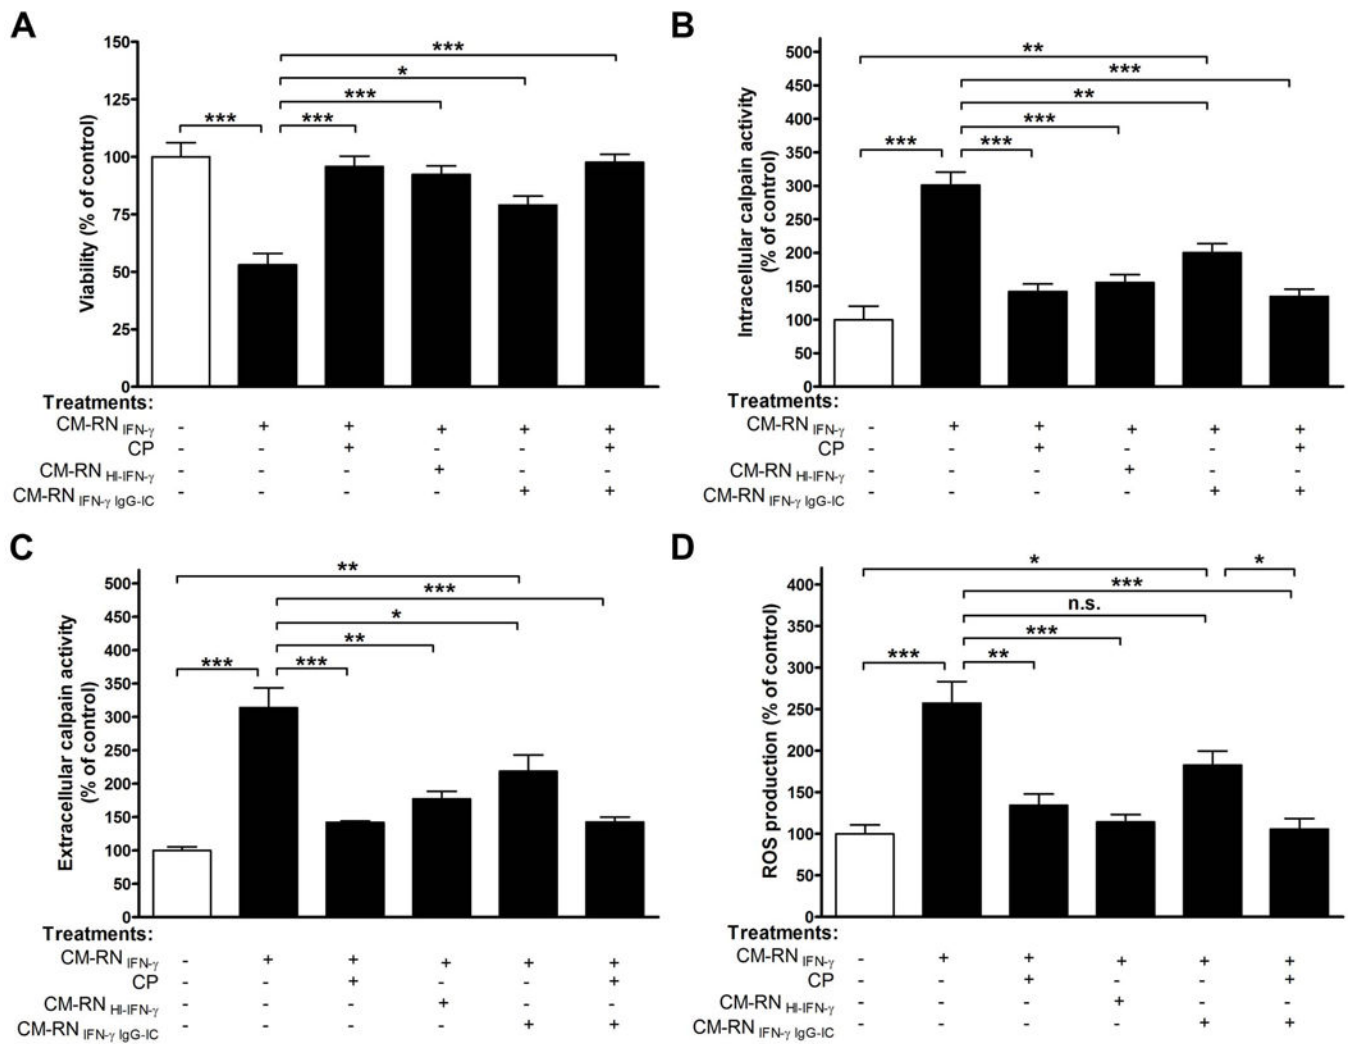 A
Viability (% of control)
150
125
100
75
50
25
0
***
*
***
*** ***
Treatments:
CM-RN IFN-γ - + + + + +
CP - - + - - +
CM-RN HI-IFN-γ - - - + - -
CM-RN IFN-γ IgG-IC - - - - + +
B
Intracellular calpain activity
(% of control)
500
450
400
350
300
250
200
150
100
50
0
**
***
**
***
*** ***
Treatments:
CM-RN IFN-γ - + + + + +
CP - - + - - +
CM-RN HI-IFN-γ - - - + - -
CM-RN IFN-γ IgG-IC - - - - + +
C
Extracellular calpain activity
(% of control)
500
450
400
350
300
250
200
150
100
50
0
**
***
*
**
*** ***
Treatments:
CM-RN IFN-γ - + + + + +
CP - - + - - +
CM-RN HI-IFN-γ - - - + - -
CM-RN IFN-γ IgG-IC - - - - + +
D
ROS production (% of control)
400
350
300
250
200
150
100
50
0
* *
***
n.s.
***
*** **
Treatments:
CM-RN IFN-γ - + + + + +
CP - - + - - +
CM-RN HI-IFN-γ - - - + - -
CM-RN IFN-γ IgG-IC - - - - + +